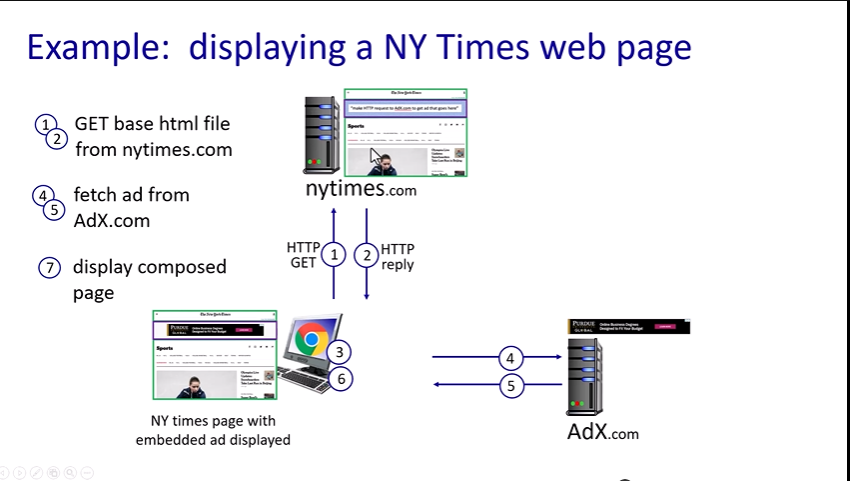 Example: displaying a NY Times web page
1
2
GET base html file
from nytimes.com
4
5
fetch ad from
AdX.com
7
display composed
page
The New York Times
"make HTTP request to AdX.com to get ad that goes here"
Sports
nytimes.com
HTTP
GET
1
2
HTTP
reply
The New York Times
PURDUE
GLOBAL
Online Business Degrees
Designed to Fit Your Budget
Sports
3
6
NY times page with
embedded ad displayed
4
5
PURDUE
GLOBAL
Online Business Degrees
Designed to Fit Your Budget
AdX.com